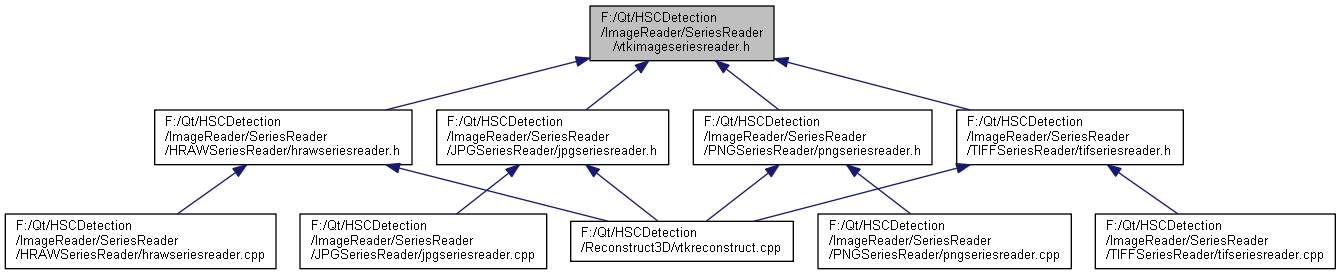 F:/Qt/HSCDetection
/ImageReader/SeriesReader
/vtkimageseriesreader.h
F:/Qt/HSCDetection
/ImageReader/SeriesReader
/HRAWSeriesReader/hrawseriesreader.h
F:/Qt/HSCDetection
/ImageReader/SeriesReader
/JPGSeriesReader/jpgseriesreader.h
F:/Qt/HSCDetection
/ImageReader/SeriesReader
/PNGSeriesReader/pngseriesreader.h
F:/Qt/HSCDetection
/ImageReader/SeriesReader
/TIFFSeriesReader/tifseriesreader.h
F:/Qt/HSCDetection
/ImageReader/SeriesReader
/HRAWSeriesReader/hrawseriesreader.cpp
F:/Qt/HSCDetection
/ImageReader/SeriesReader
/JPGSeriesReader/jpgseriesreader.cpp
F:/Qt/HSCDetection
/Reconstruct3D/vtkreconstruct.cpp
F:/Qt/HSCDetection
/ImageReader/SeriesReader
/PNGSeriesReader/pngseriesreader.cpp
F:/Qt/HSCDetection
/ImageReader/SeriesReader
/TIFFSeriesReader/tifseriesreader.cpp